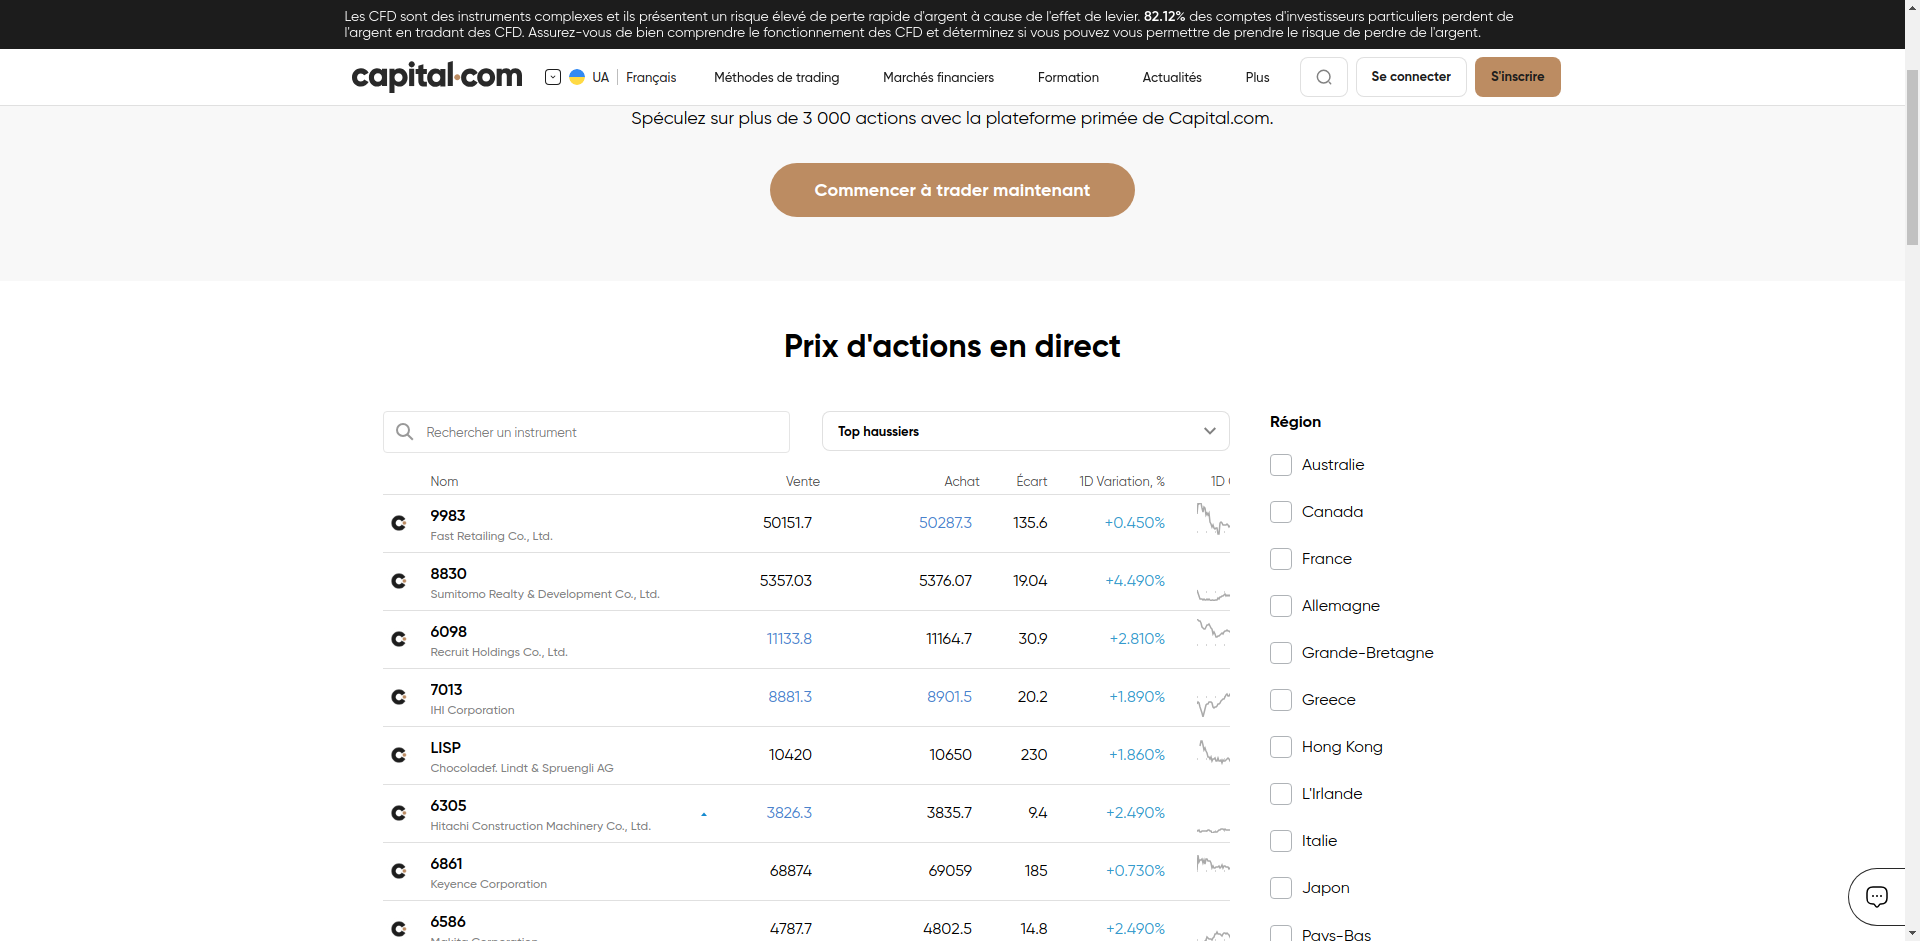 Les CFD sont des instruments complexes et ils présentent un risque élevé de perte rapide d'argent à cause de l'effet de levier. 82.12% des comptes d'investisseurs particuliers perdent de
l'argent en tradant des CFD. Assurez-vous de bien comprendre le fonctionnement des CFD et déterminez si vous pouvez vous permettre de prendre le risque de perdre de l'argent.
capital.com UA Français Méthodes de trading Marchés financiers Formation Actualités Plus Se connecter S'inscrire
Spéculez sur plus de 3 000 actions avec la plateforme primée de Capital.com.
Commencer à trader maintenant
Prix d'actions en direct
Rechercher un instrument Top haussiers
Nom Vente Achat Écart 1D Variation, % 1D
9983 50151.7 50287.3 135.6 +0.450%
Fast Retailing Co., Ltd.
8830 5357.03 5376.07 19.04 +4.490%
Sumitomo Realty & Development Co., Ltd.
6098 11133.8 11164.7 30.9 +2.810%
Recruit Holdings Co., Ltd.
7013 8881.3 8901.5 20.2 +1.890%
IHI Corporation
LISP 10420 10650 230 +1.860%
Chocoladef. Lindt & Spruengli AG
6305 3826.3 3835.7 9.4 +2.490%
Hitachi Construction Machinery Co., Ltd.
6861 68874 69059 185 +0.730%
Keyence Corporation
6586 4787.7 4802.5 14.8 +2.490%
Makita Corporation
Région
Australie
Canada
France
Allemagne
Grande-Bretagne
Greece
Hong Kong
L'Irlande
Italie
Japon
Pays-Bas